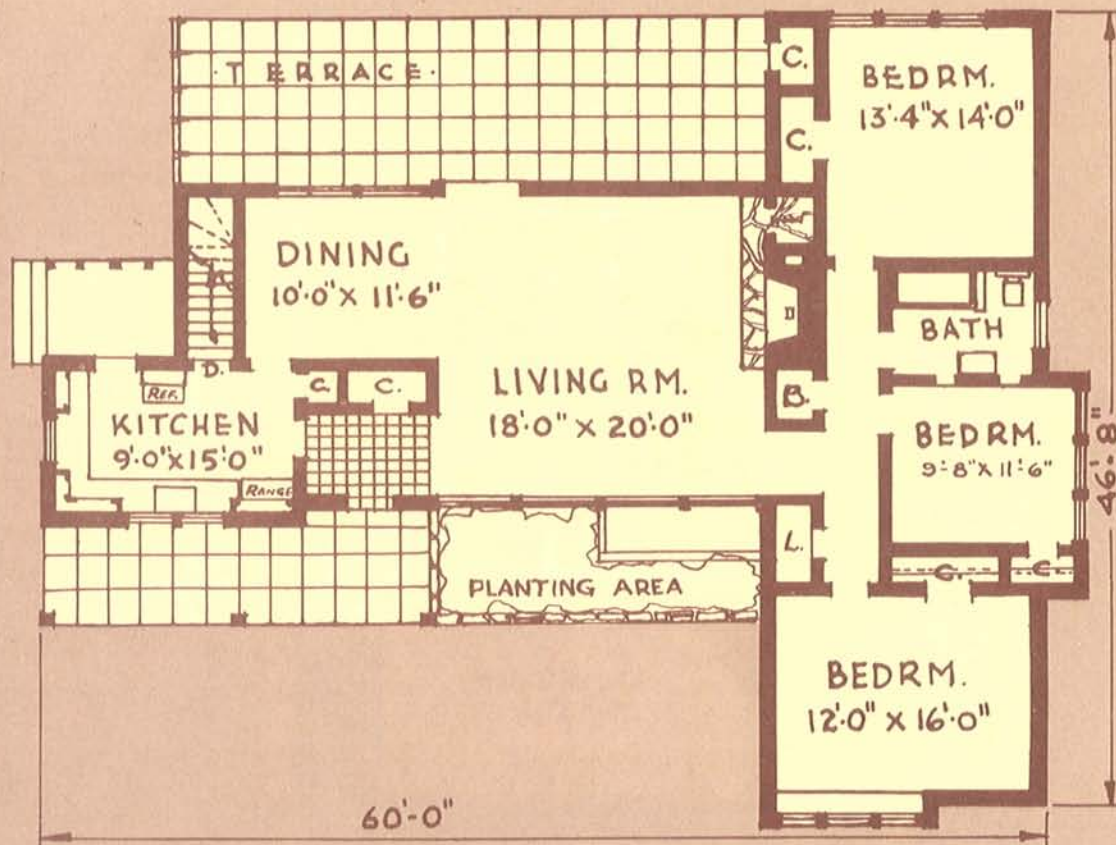 ·TERRACE·
C.
BEDRM.
13'·4" X 14'·0"
C.
DINING
10'·0" X 11'·6"
D
BATH
D.
REF.
KITCHEN
9'·0" X 15'·0"
RANGE
C.
C.
LIVING RM.
18'·0" X 20'·0"
B.
BEDRM.
9'-8" X 11'-6"
46'-8"
L.
C.
C.
PLANTING AREA
BEDRM.
12'·0" X 16'·0"
60'-0"